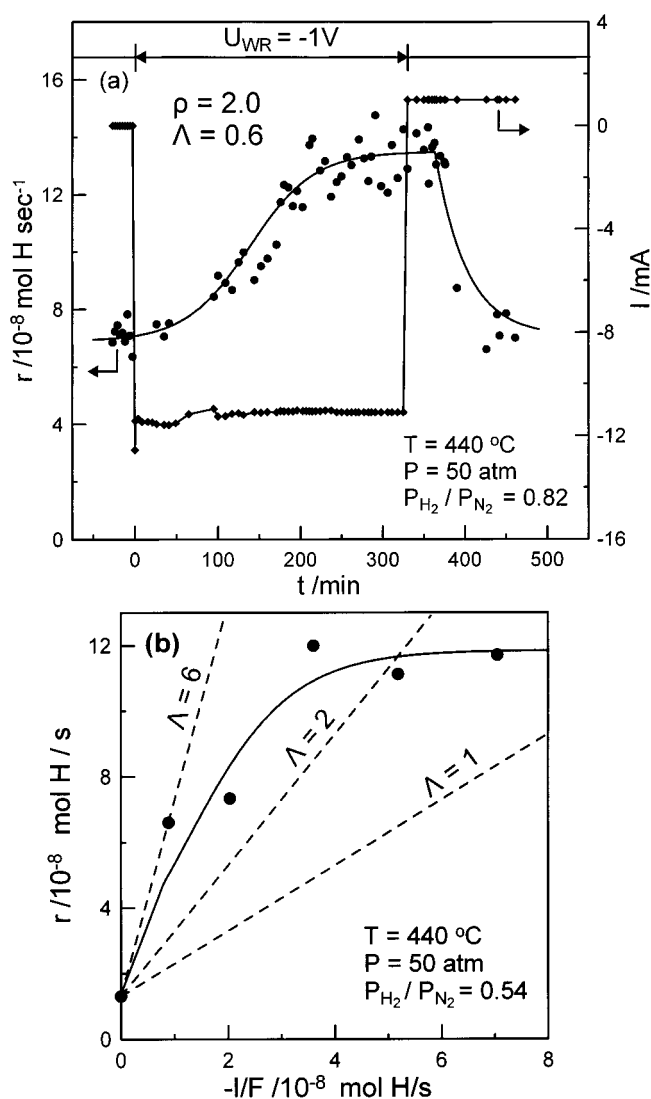 U_WR = -1V
(a)
ρ = 2.0
Λ = 0.6
16
12
8
4
0
r /10⁻⁸ mol H sec⁻¹
4
0
-4
-8
-12
-16
I /mA
T = 440 °C
P = 50 atm
P_H₂ / P_N₂ = 0.82
0 100 200 300 400 500
t /min
(b)
12
8
4
0
r /10⁻⁸ mol H / s
Λ = 6
Λ = 2
Λ = 1
T = 440 °C
P = 50 atm
P_H₂ / P_N₂ = 0.54
0 2 4 6 8
-I/F /10⁻⁸ mol H/s